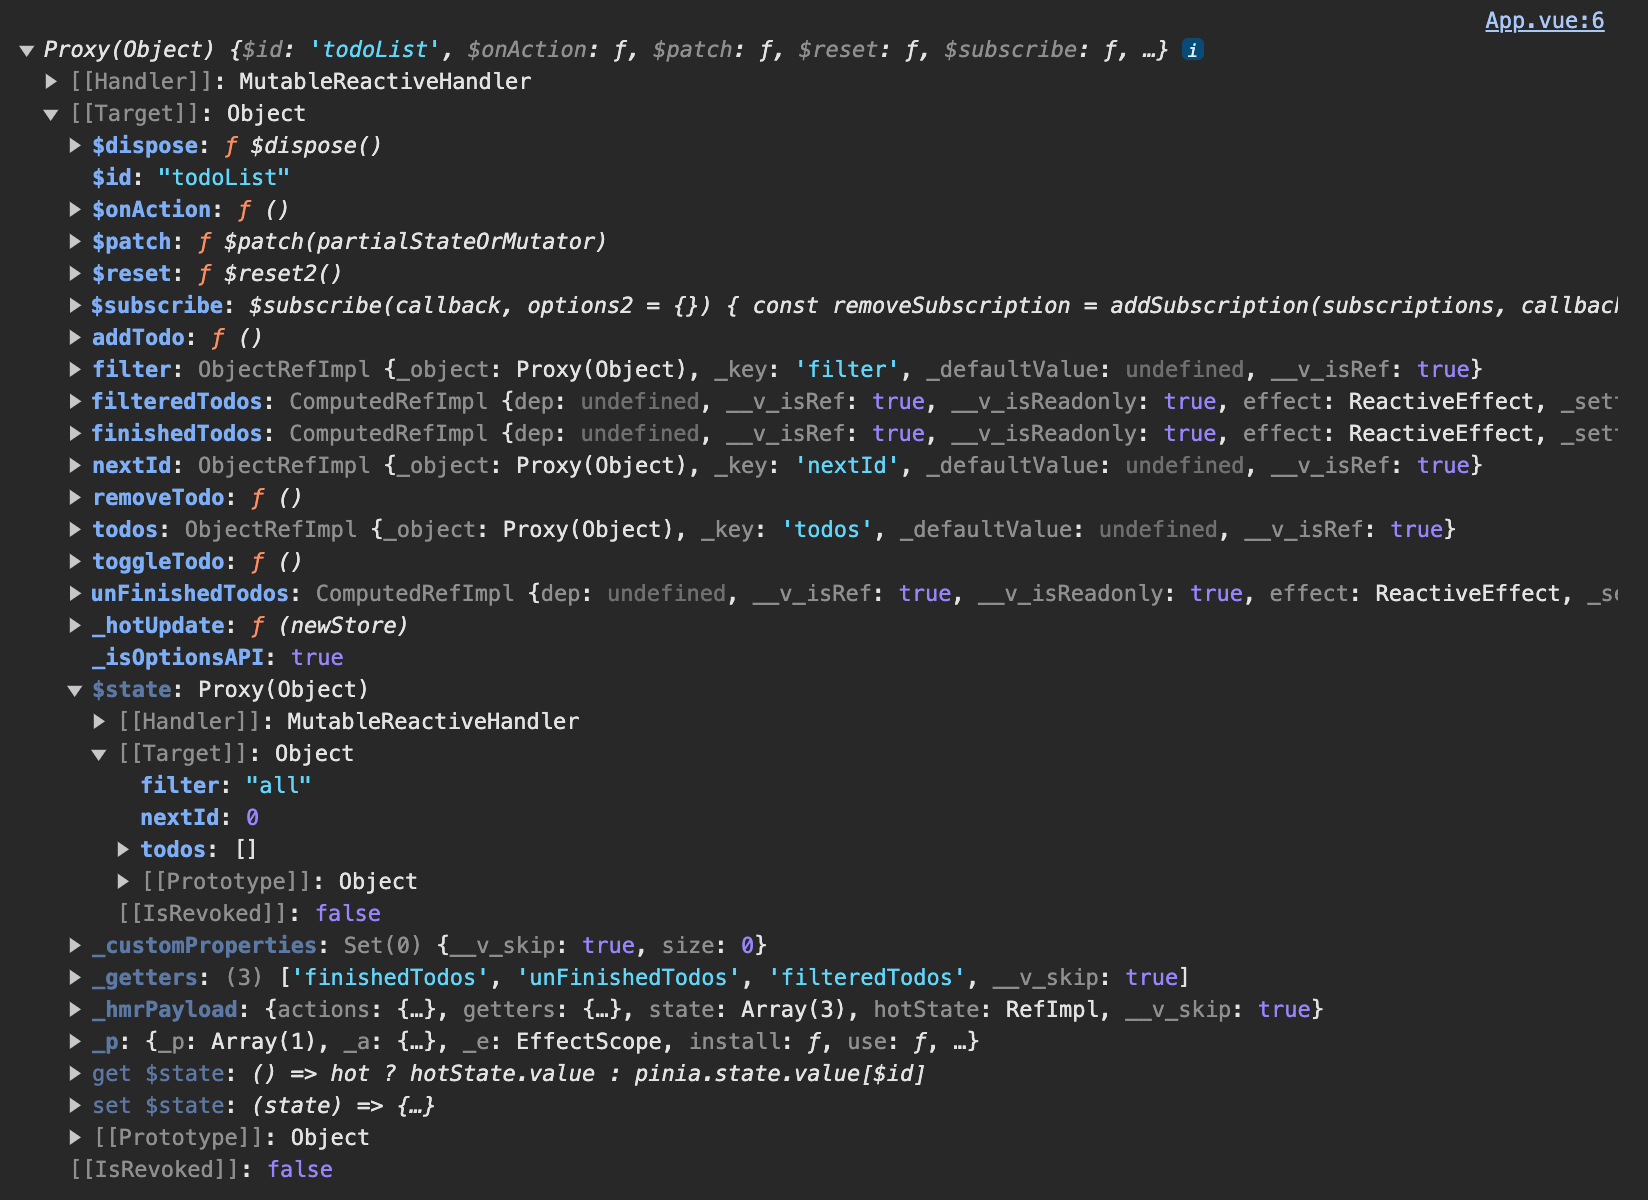 App.vue:6
▼ Proxy(Object) {$id: 'todoList', $onAction: ƒ, $patch: ƒ, $reset: ƒ, $subscribe: ƒ, …} i
▶ [[Handler]]: MutableReactiveHandler
▼ [[Target]]: Object
▶ $dispose: ƒ $dispose()
$id: "todoList"
▶ $onAction: ƒ ()
▶ $patch: ƒ $patch(partialStateOrMutator)
▶ $reset: ƒ $reset2()
▶ $subscribe: $subscribe(callback, options2 = {}) { const removeSubscription = addSubscription(subscriptions, callback
▶ addTodo: ƒ ()
▶ filter: ObjectRefImpl {_object: Proxy(Object), _key: 'filter', _defaultValue: undefined, __v_isRef: true}
▶ filteredTodos: ComputedRefImpl {dep: undefined, __v_isRef: true, __v_isReadonly: true, effect: ReactiveEffect, _set
▶ finishedTodos: ComputedRefImpl {dep: undefined, __v_isRef: true, __v_isReadonly: true, effect: ReactiveEffect, _set
▶ nextId: ObjectRefImpl {_object: Proxy(Object), _key: 'nextId', _defaultValue: undefined, __v_isRef: true}
▶ removeTodo: ƒ ()
▶ todos: ObjectRefImpl {_object: Proxy(Object), _key: 'todos', _defaultValue: undefined, __v_isRef: true}
▶ toggleTodo: ƒ ()
▶ unFinishedTodos: ComputedRefImpl {dep: undefined, __v_isRef: true, __v_isReadonly: true, effect: ReactiveEffect, _s
▶ _hotUpdate: ƒ (newStore)
_isOptionsAPI: true
▼ $state: Proxy(Object)
▶ [[Handler]]: MutableReactiveHandler
▼ [[Target]]: Object
filter: "all"
nextId: 0
▶ todos: []
▶ [[Prototype]]: Object
[[IsRevoked]]: false
▶ _customProperties: Set(0) {__v_skip: true, size: 0}
▶ _getters: (3) ['finishedTodos', 'unFinishedTodos', 'filteredTodos', __v_skip: true]
▶ _hmrPayload: {actions: {…}, getters: {…}, state: Array(3), hotState: RefImpl, __v_skip: true}
▶ _p: {_p: Array(1), _a: {…}, _e: EffectScope, install: ƒ, use: ƒ, …}
▶ get $state: () => hot ? hotState.value : pinia.state.value[$id]
▶ set $state: (state) => {…}
▶ [[Prototype]]: Object
[[IsRevoked]]: false